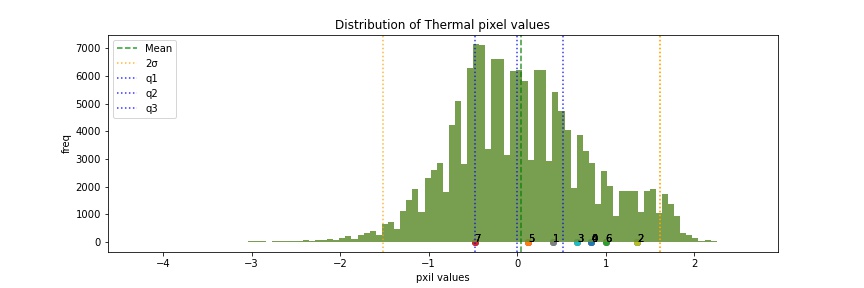 Distribution of Thermal pixel values
Mean
2σ
q1
q2
q3
freq
7000
6000
5000
4000
3000
2000
1000
0
7 5 1 3 6 2
−4 −3 −2 −1 0 1 2
pxil values